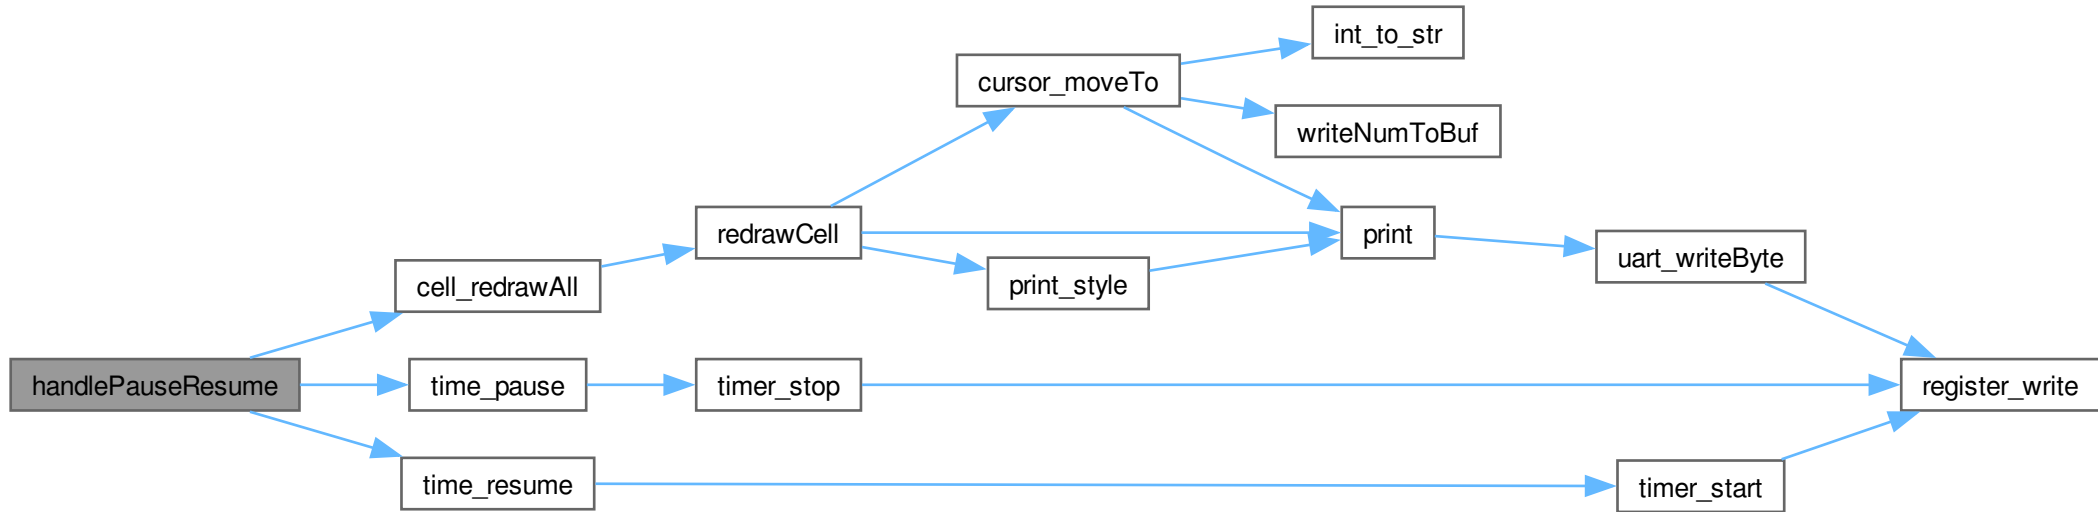 handlePauseResume
cell_redrawAll
time_pause
time_resume
redrawCell
timer_stop
cursor_moveTo
print_style
int_to_str
writeNumToBuf
print
uart_writeByte
timer_start
register_write